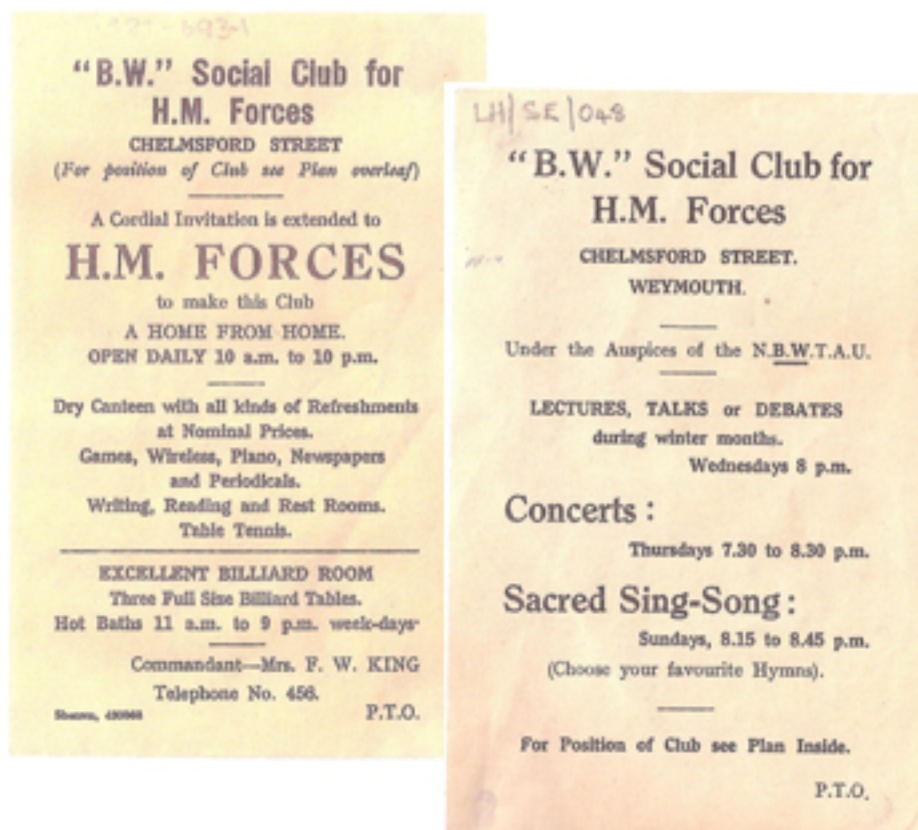 "B.W." Social Club for
H.M. Forces
CHELMSFORD STREET
(For position of Club see Plan overleaf)
A Cordial Invitation is extended to
H.M. FORCES
to make this Club
A HOME FROM HOME.
OPEN DAILY 10 a.m. to 10 p.m.
Dry Canteen with all kinds of Refreshments
at Nominal Prices.
Games, Wireless, Piano, Newspapers
and Periodicals.
Writing, Reading and Rest Rooms.
Table Tennis.
EXCELLENT BILLIARD ROOM
Three Full Size Billiard Tables.
Hot Baths 11 a.m. to 9 p.m. week-days
Commandant—Mrs. F. W. KING
Telephone No. 456.
P.T.O.
LH/SE/048
"B.W." Social Club for
H.M. Forces
CHELMSFORD STREET.
WEYMOUTH.
Under the Auspices of the N.B.W.T.A.U.
LECTURES, TALKS or DEBATES
during winter months.
Wednesdays 8 p.m.
Concerts :
Thursdays 7.30 to 8.30 p.m.
Sacred Sing-Song :
Sundays, 8.15 to 8.45 p.m.
(Choose your favourite Hymns).
For Position of Club see Plan Inside.
P.T.O.